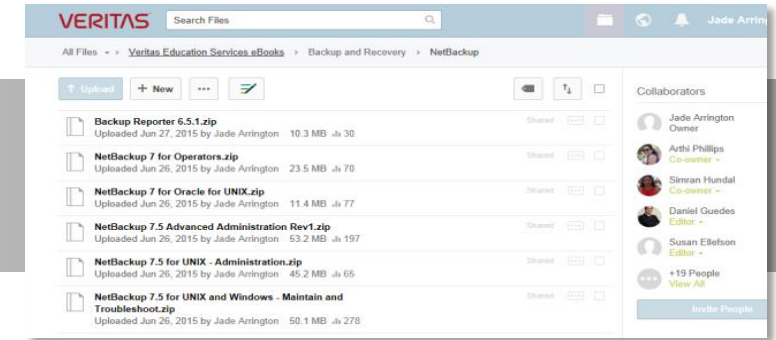 VERITAS
Search Files
Jade Arring
All Files > Veritas Education Services eBooks > Backup and Recovery > NetBackup
Upload
+ New
Collaborators
Backup Reporter 6.5.1.zip
Shared
Uploaded Jun 27, 2015 by Jade Arrington 10.3 MB 30
NetBackup 7 for Operators.zip
Shared
Uploaded Jun 26, 2015 by Jade Arrington 23.5 MB 70
NetBackup 7 for Oracle for UNIX.zip
Shared
Uploaded Jun 26, 2015 by Jade Arrington 11.4 MB 77
NetBackup 7.5 Advanced Administration Rev1.zip
Shared
Uploaded Jun 26, 2015 by Jade Arrington 53.2 MB 197
NetBackup 7.5 for UNIX - Administration.zip
Shared
Uploaded Jun 26, 2015 by Jade Arrington 45.2 MB 65
NetBackup 7.5 for UNIX and Windows - Maintain and
Troubleshoot.zip
Shared
Uploaded Jun 26, 2015 by Jade Arrington 50.1 MB 278
Jade Arrington
Owner
Arthi Phillips
Co-owner
Simran Hundal
Co-owner
Daniel Guedes
Editor
Susan Ellefson
Editor
+19 People
View All
Invite People